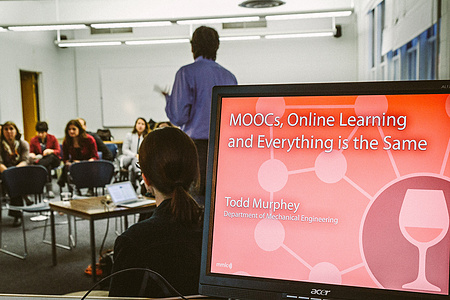 MOOCs, Online Learning
and Everything is the Same
Todd Murphey
Department of Mechanical Engineering
acer